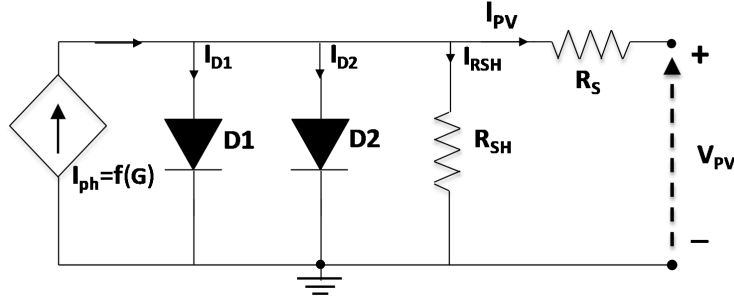 I_PV
I_D1
I_D2
I_RSH
+
R_S
D1
D2
R_SH
V_PV
I_ph=f(G)
−